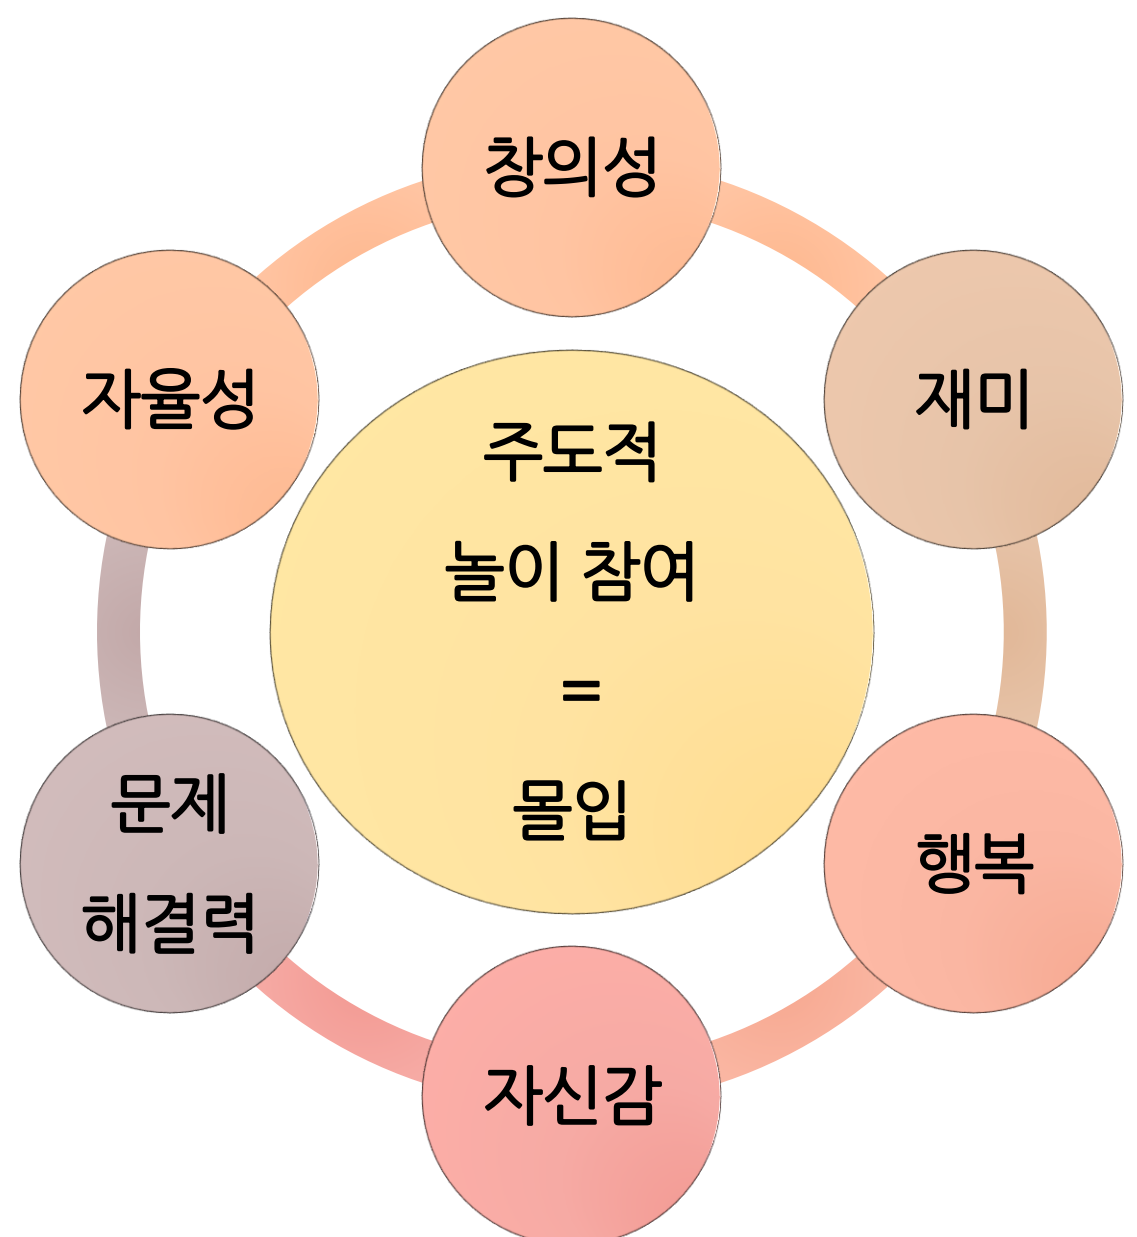 창의성
자율성
재미
주도적
놀이 참여
=
몰입
문제
해결력
행복
자신감